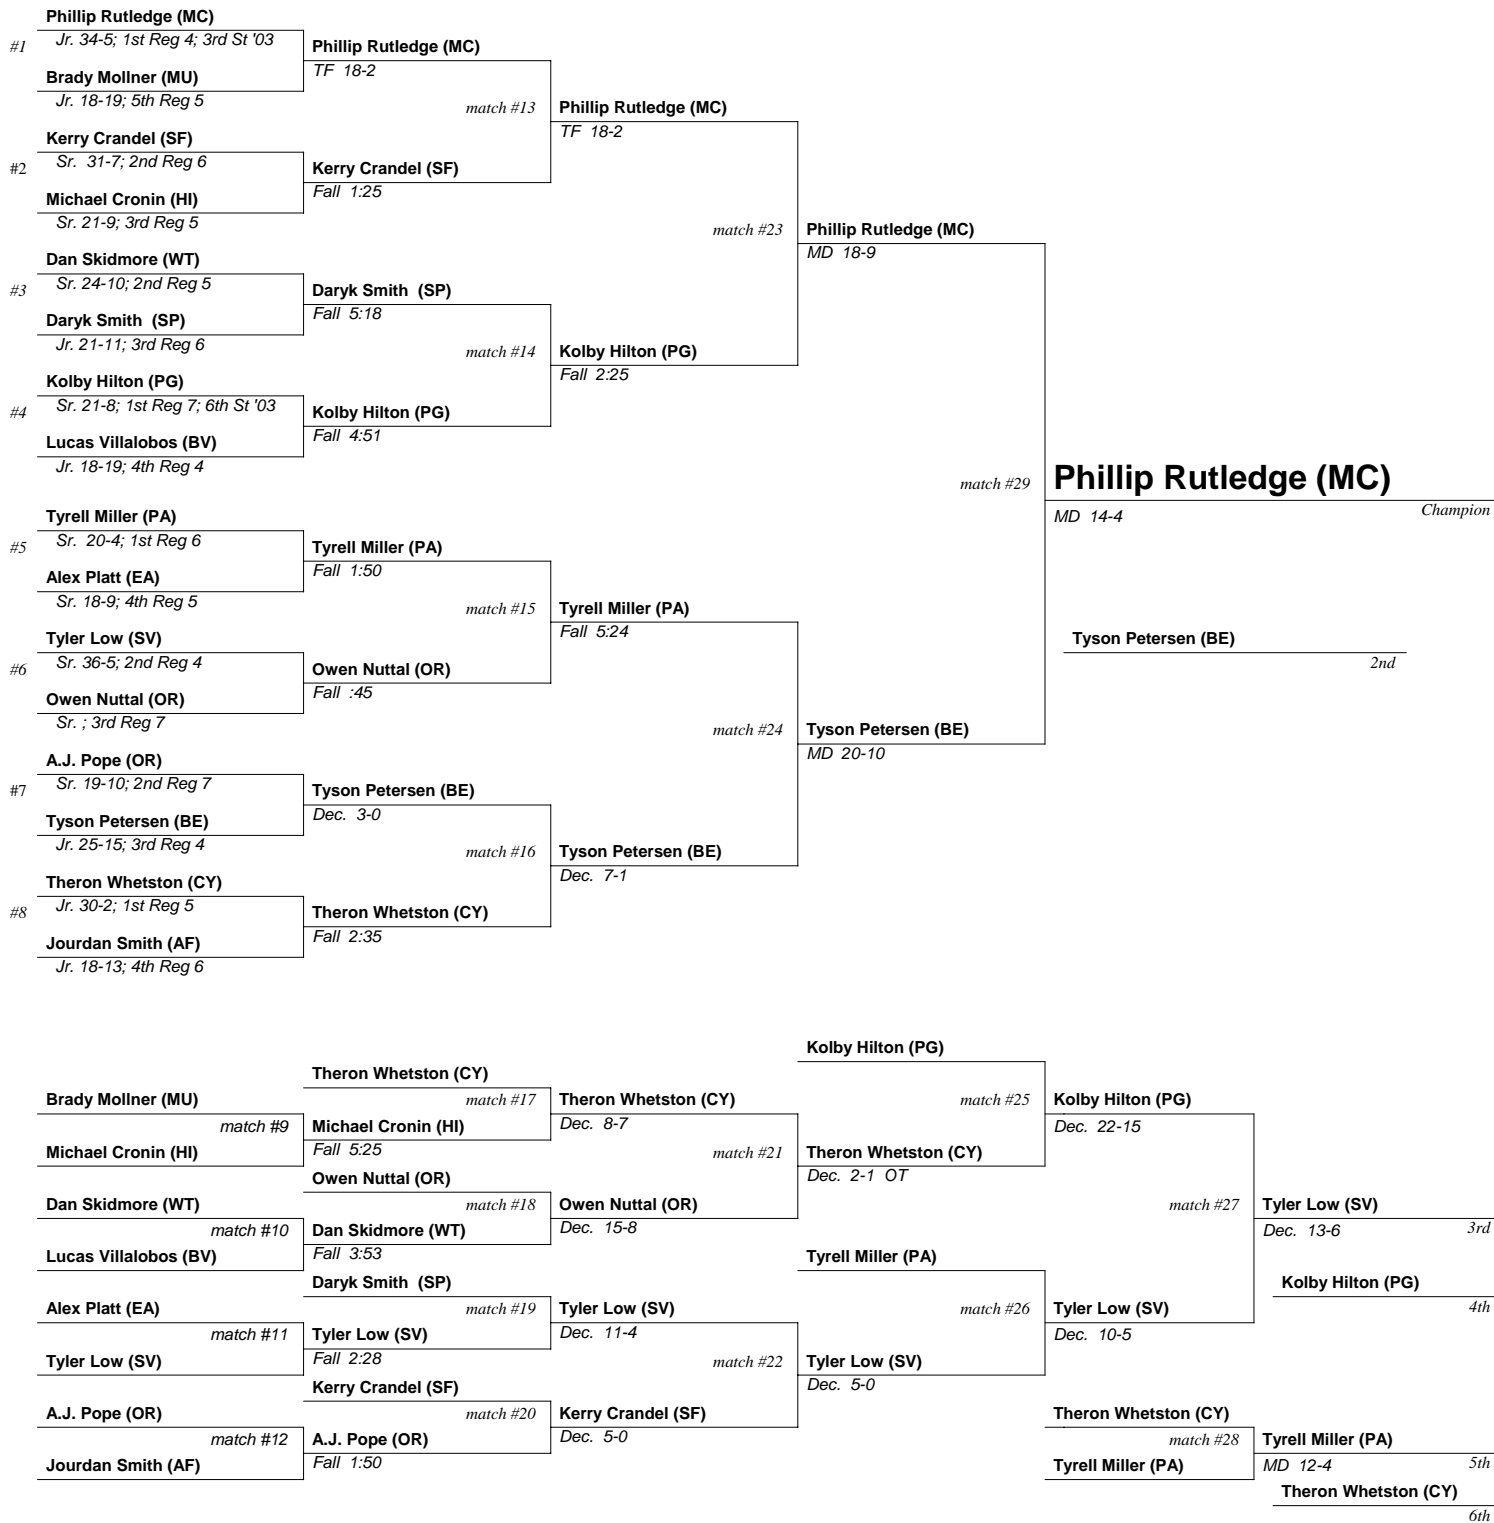 Phillip Rutledge (MC)
#1 Jr. 34-5; 1st Reg 4; 3rd St '03 Phillip Rutledge (MC)
TF 18-2
Brady Mollner (MU)
Jr. 18-19; 5th Reg 5
match #13 Phillip Rutledge (MC)
TF 18-2
Kerry Crandel (SF)
#2 Sr. 31-7; 2nd Reg 6 Kerry Crandel (SF)
Fall 1:25
Michael Cronin (HI)
Sr. 21-9; 3rd Reg 5
match #23 Phillip Rutledge (MC)
MD 18-9
Dan Skidmore (WT)
#3 Sr. 24-10; 2nd Reg 5 Daryk Smith (SP)
Fall 5:18
Daryk Smith (SP)
Jr. 21-11; 3rd Reg 6
match #14 Kolby Hilton (PG)
Fall 2:25
Kolby Hilton (PG)
#4 Sr. 21-8; 1st Reg 7; 6th St '03 Kolby Hilton (PG)
Fall 4:51
Lucas Villalobos (BV)
Jr. 18-19; 4th Reg 4
match #29 Phillip Rutledge (MC)
MD 14-4 Champion
Tyrell Miller (PA)
#5 Sr. 20-4; 1st Reg 6 Tyrell Miller (PA)
Fall 1:50
Alex Platt (EA)
Sr. 18-9; 4th Reg 5
match #15 Tyrell Miller (PA)
Fall 5:24
Tyler Low (SV) Tyson Petersen (BE)
2nd
#6 Sr. 36-5; 2nd Reg 4 Owen Nuttal (OR)
Fall :45
Owen Nuttal (OR)
Sr. ; 3rd Reg 7
match #24 Tyson Petersen (BE)
MD 20-10
A.J. Pope (OR)
#7 Sr. 19-10; 2nd Reg 7 Tyson Petersen (BE)
Dec. 3-0
Tyson Petersen (BE)
Jr. 25-15; 3rd Reg 4
match #16 Tyson Petersen (BE)
Dec. 7-1
Theron Whetston (CY)
#8 Jr. 30-2; 1st Reg 5 Theron Whetston (CY)
Fall 2:35
Jourdan Smith (AF)
Jr. 18-13; 4th Reg 6
Kolby Hilton (PG)
Theron Whetston (CY)
Brady Mollner (MU) match #17 Theron Whetston (CY) match #25 Kolby Hilton (PG)
Dec. 8-7 Dec. 22-15
match #9 Michael Cronin (HI)
Fall 5:25
Michael Cronin (HI) match #21 Theron Whetston (CY)
Dec. 2-1 OT
Owen Nuttal (OR)
Dan Skidmore (WT) match #18 Owen Nuttal (OR) match #27 Tyler Low (SV)
Dec. 15-8 Dec. 13-6 3rd
match #10 Dan Skidmore (WT)
Fall 3:53
Lucas Villalobos (BV) Tyrell Miller (PA)
Daryk Smith (SP) Kolby Hilton (PG)
4th
Alex Platt (EA) match #19 Tyler Low (SV) match #26 Tyler Low (SV)
Dec. 11-4 Dec. 10-5
match #11 Tyler Low (SV)
Fall 2:28
Tyler Low (SV) match #22 Tyler Low (SV)
Dec. 5-0
Kerry Crandel (SF)
A.J. Pope (OR) match #20 Kerry Crandel (SF) Theron Whetston (CY)
Dec. 5-0
match #12 A.J. Pope (OR) match #28 Tyrell Miller (PA)
Fall 1:50 MD 12-4 5th
Jourdan Smith (AF) Tyrell Miller (PA)
Theron Whetston (CY)
6th